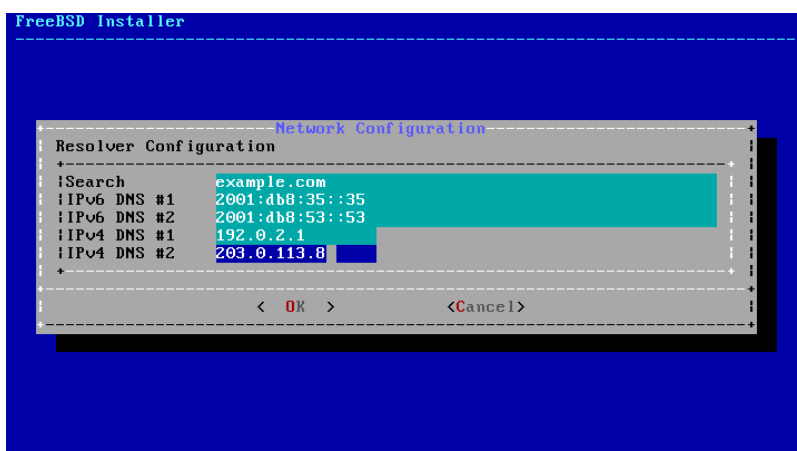 FreeBSD Installer
Network Configuration
Resolver Configuration
Search example.com
IPv6 DNS #1 2001:db8:35::35
IPv6 DNS #2 2001:db8:53::53
IPv4 DNS #1 192.0.2.1
IPv4 DNS #2 203.0.113.8
< OK > <Cancel>